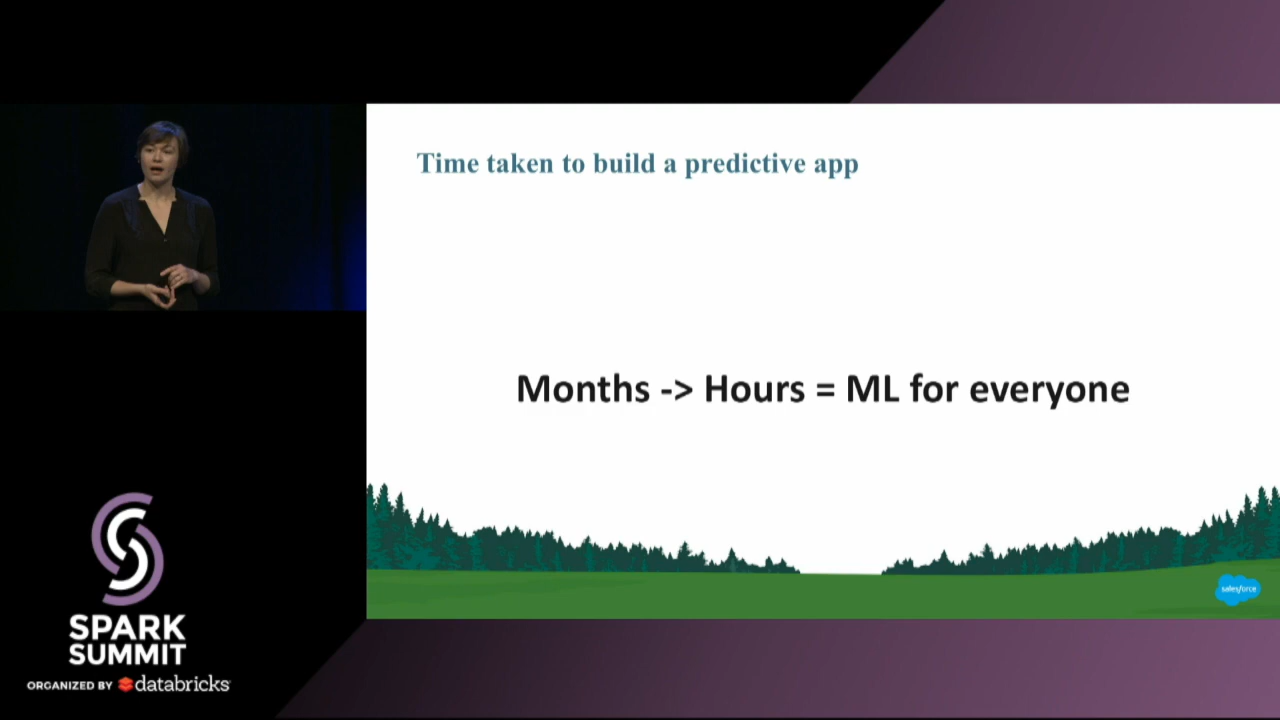 Time taken to build a predictive app
Months -> Hours = ML for everyone
salesforce
SPARK
SUMMIT
ORGANIZED BY databricks